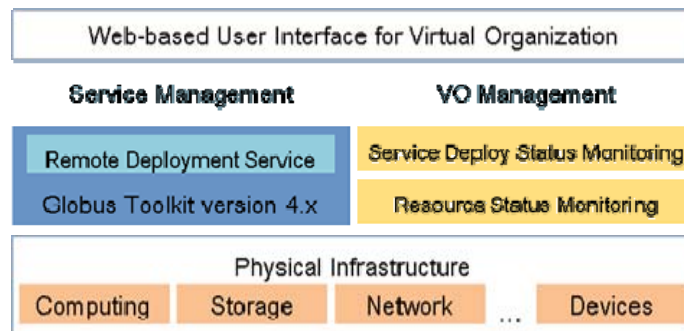 Web-based User Interface for Virtual Organization
Service Management VO Management
Remote Deployment Service
Globus Toolkit version 4.x
Service Deploy Status Monitoring
Resource Status Monitoring
Physical Infrastructure
Computing Storage Network ... Devices